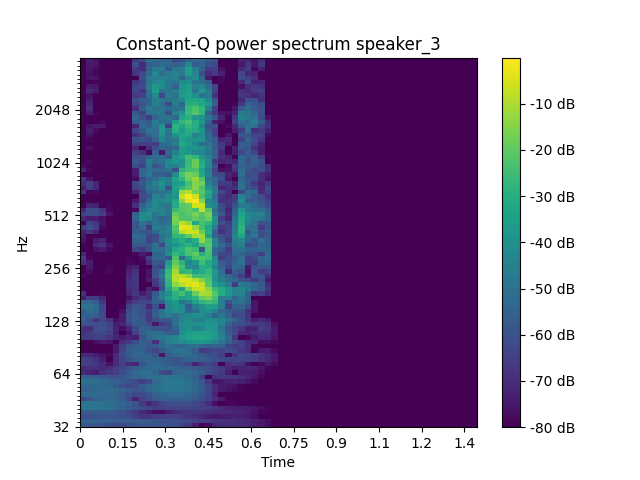 Constant-Q power spectrum speaker_3
2048
1024
512
256
128
64
32
Hz
0 0.15 0.3 0.45 0.6 0.75 0.9 1.1 1.2 1.4
Time
-10 dB
-20 dB
-30 dB
-40 dB
-50 dB
-60 dB
-70 dB
-80 dB